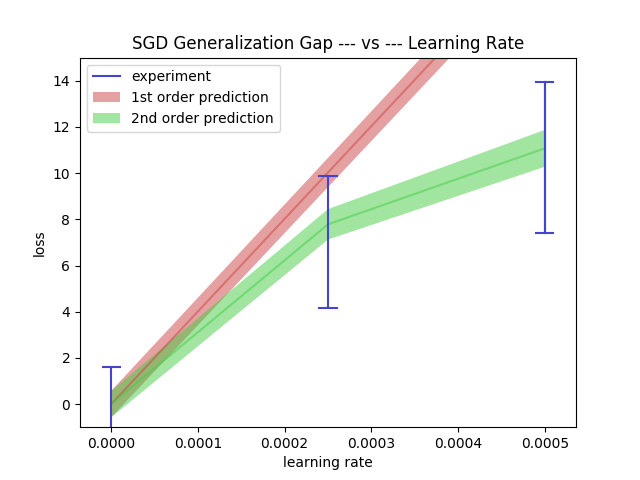 SGD Generalization Gap --- vs --- Learning Rate
experiment
1st order prediction
2nd order prediction
14
12
10
8
6
4
2
0
loss
0.0000 0.0001 0.0002 0.0003 0.0004 0.0005
learning rate